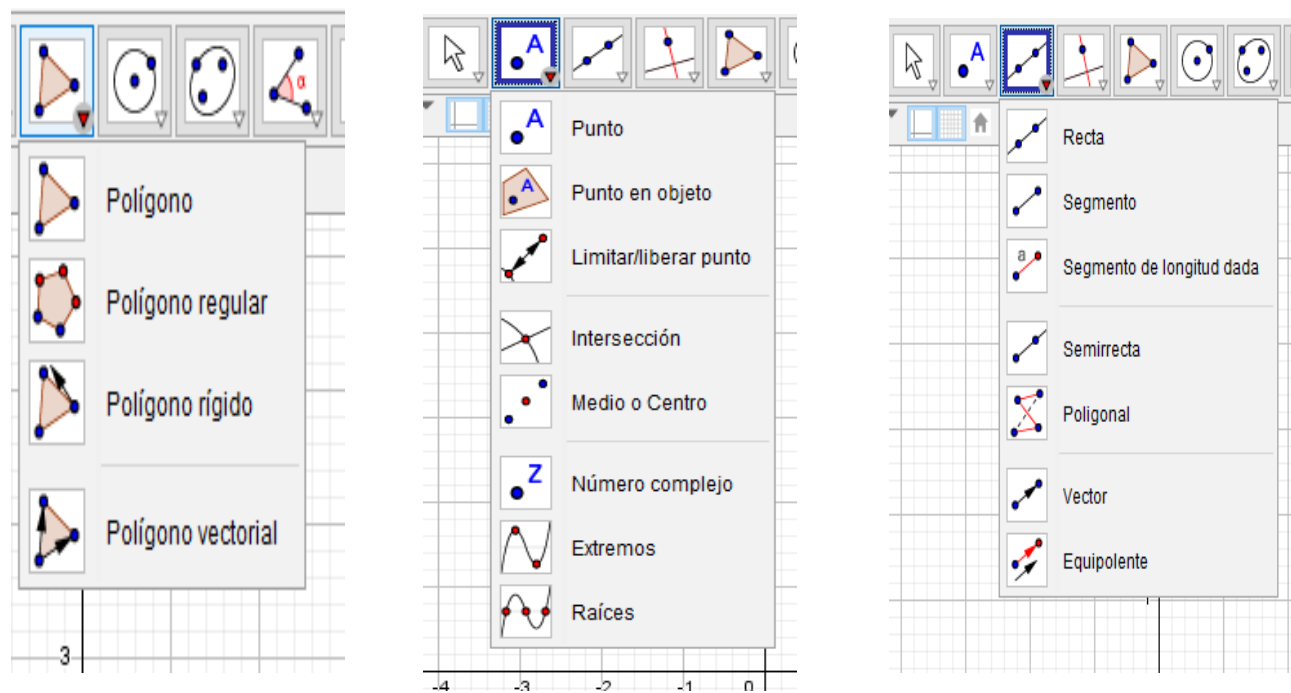 α
Polígono
Polígono regular
Polígono rígido
Polígono vectorial
3
A
A
Punto
A
Punto en objeto
Limitar/liberar punto
Intersección
Medio o Centro
Z
Número complejo
Extremos
Raíces
-4 -3 -2 -1 0
A
Recta
Segmento
a
Segmento de longitud dada
Semirrecta
Poligonal
Vector
Equipolente